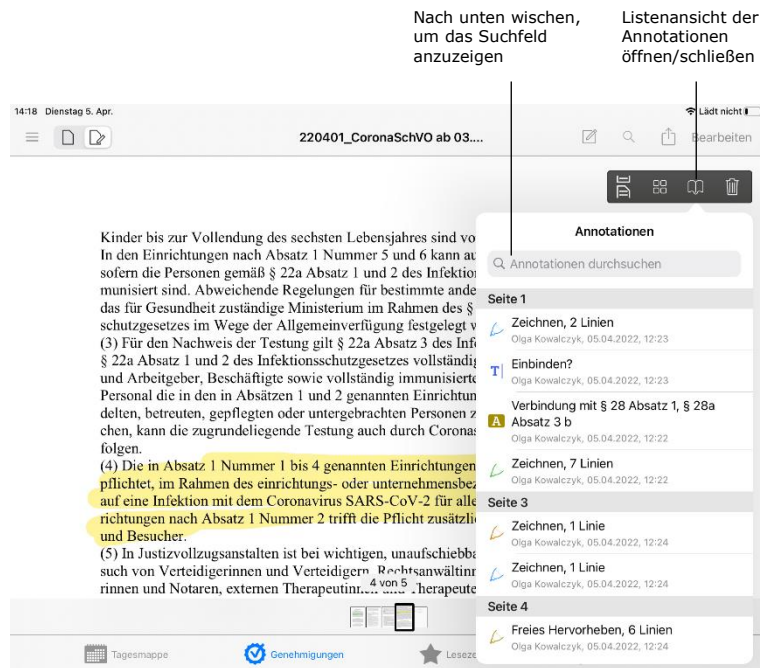 Nach unten wischen,
um das Suchfeld
anzuzeigen
Listenansicht der
Annotationen
öffnen/schließen
14:18 Dienstag 5. Apr.
Lädt nicht
220401_CoronaSchVO ab 03....
Bearbeiten
Kinder bis zur Vollendung des sechsten Lebensjahres sind vo
In den Einrichtungen nach Absatz 1 Nummer 5 und 6 kann au
sofern die Personen gemäß § 22a Absatz 1 und 2 des Infektion
munisiert sind. Abweichende Regelungen für bestimmte ande
das für Gesundheit zuständige Ministerium im Rahmen des §
schutzgesetzes im Wege der Allgemeinverfügung festgelegt w
(3) Für den Nachweis der Testung gilt § 22a Absatz 3 des Infe
§ 22a Absatz 1 und 2 des Infektionsschutzgesetzes vollständig
und Arbeitgeber, Beschäftigte sowie vollständig immunisierte
Personal die in den in Absätzen 1 und 2 genannten Einrichtun
delten, betreuten, gepflegten oder untergebrachten Personen z
chen, kann die zugrundeliegende Testung auch durch Coronas
folgen.
(4) Die in Absatz 1 Nummer 1 bis 4 genannten Einrichtungen
pflichtet, im Rahmen des einrichtungs- oder unternehmensbez
auf eine Infektion mit dem Coronavirus SARS-CoV-2 für alle
richtungen nach Absatz 1 Nummer 2 trifft die Pflicht zusätzlic
und Besucher.
(5) In Justizvollzugsanstalten ist bei wichtigen, unaufschiebba
such von Verteidigerinnen und Verteidigern, Rechtsanwältinn
rinnen und Notaren, externen Therapeutinnen und Therapeute
4 von 5
Annotationen
Annotationen durchsuchen
Seite 1
Zeichnen, 2 Linien
Olga Kowalczyk, 05.04.2022, 12:23
T Einbinden?
Olga Kowalczyk, 05.04.2022, 12:23
Verbindung mit § 28 Absatz 1, § 28a
A Absatz 3 b
Olga Kowalczyk, 05.04.2022, 12:22
Zeichnen, 7 Linien
Olga Kowalczyk, 05.04.2022, 12:22
Seite 3
Zeichnen, 1 Linie
Olga Kowalczyk, 05.04.2022, 12:24
Zeichnen, 1 Linie
Olga Kowalczyk, 05.04.2022, 12:24
Seite 4
Freies Hervorheben, 6 Linien
Olga Kowalczyk, 05.04.2022, 12:24
Tagesmappe
Genehmigungen
Leseze